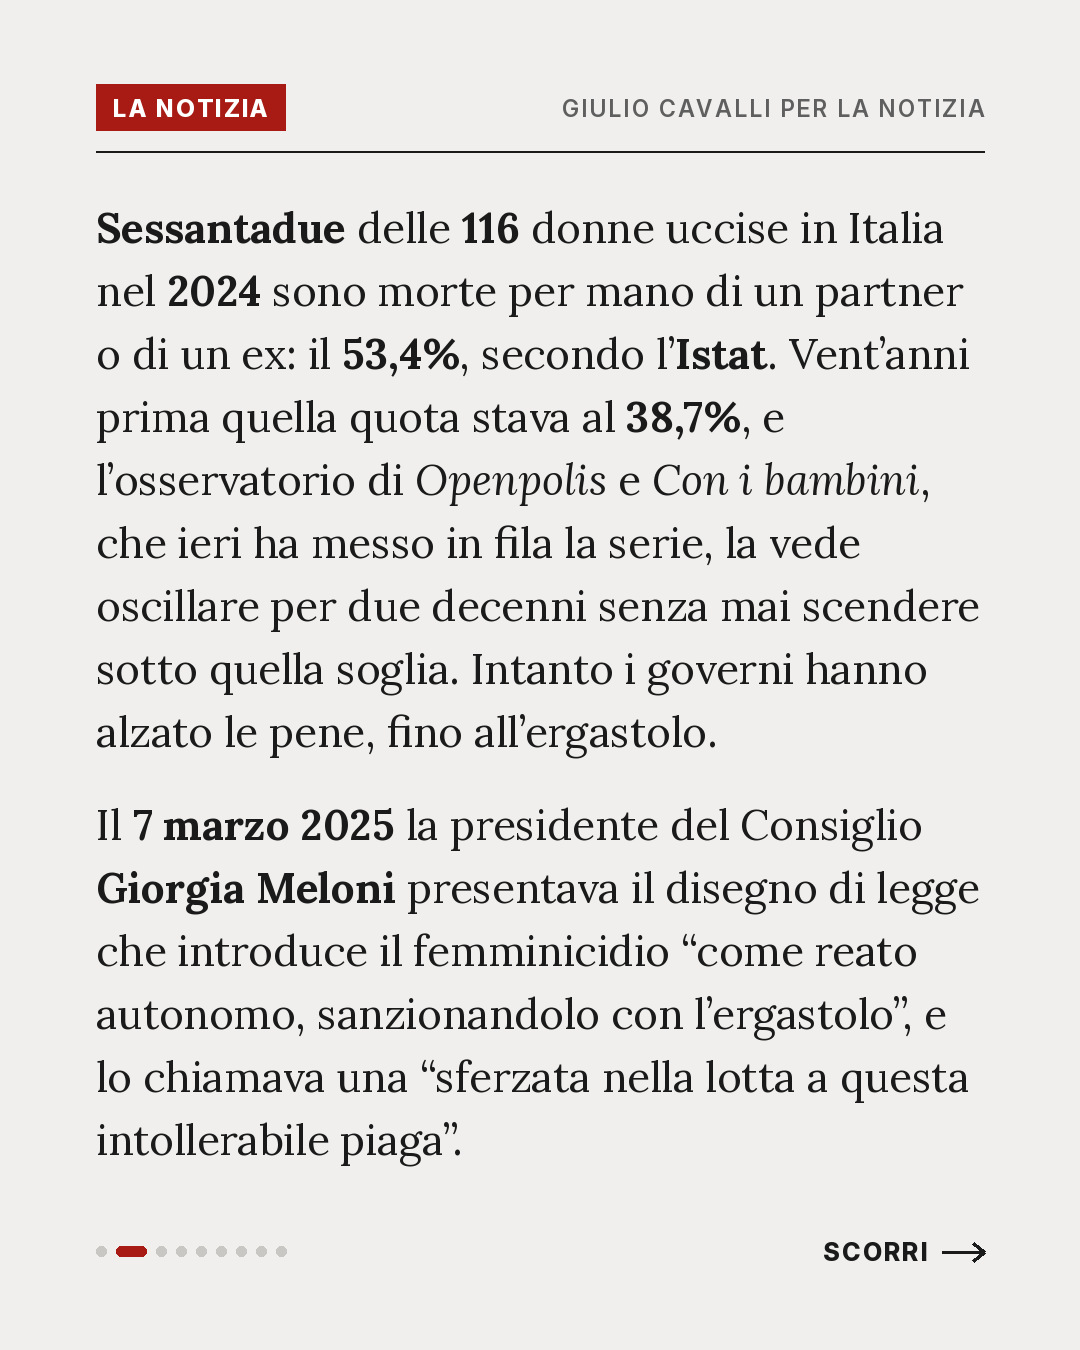 LA NOTIZIA
GIULIO CAVALLI PER LA NOTIZIA
Sessantadue delle 116 donne uccise in Italia
nel 2024 sono morte per mano di un partner
o di un ex: il 53,4%, secondo l’Istat. Vent’anni
prima quella quota stava al 38,7%, e
l’osservatorio di Openpolis e Con i bambini,
che ieri ha messo in fila la serie, la vede
oscillare per due decenni senza mai scendere
sotto quella soglia. Intanto i governi hanno
alzato le pene, fino all’ergastolo.
Il 7 marzo 2025 la presidente del Consiglio
Giorgia Meloni presentava il disegno di legge
che introduce il femminicidio “come reato
autonomo, sanzionandolo con l’ergastolo”, e
lo chiamava una “sferzata nella lotta a questa
intollerabile piaga”.
SCORRI